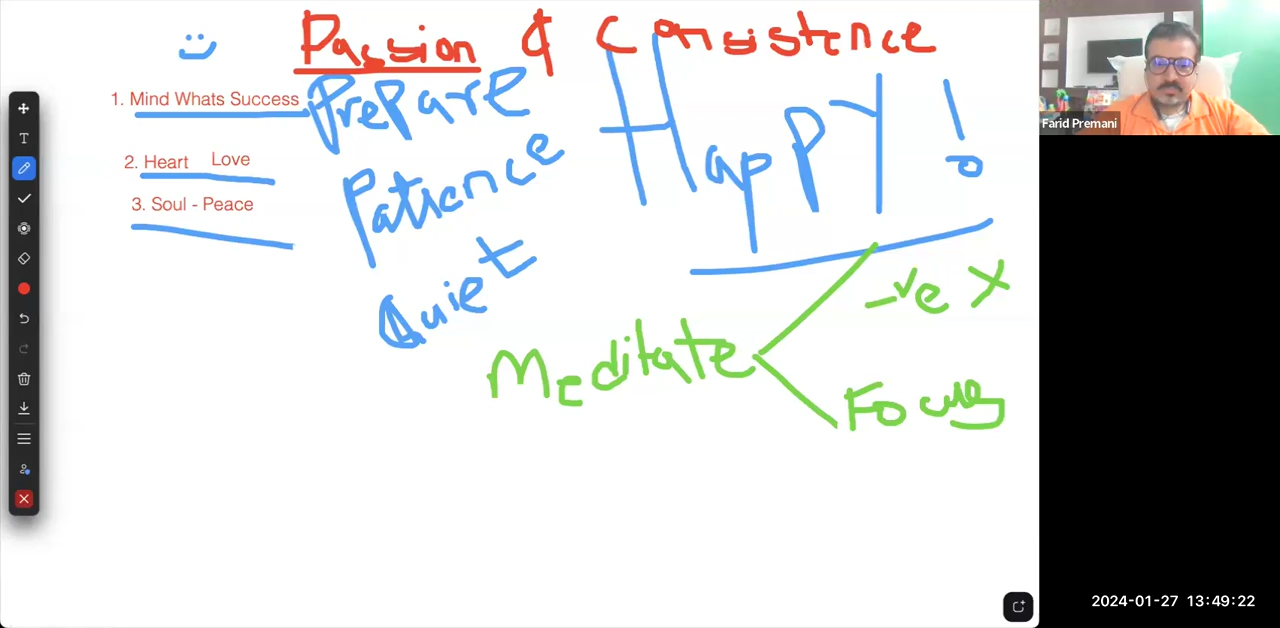 Passion & Consistence
1. Mind Whats Success
Prepare
2. Heart Love
Patience
3. Soul - Peace
Quiet
Happy!
Meditate
-ve X
Focus
Farid Premani
T
2024-01-27 13:49:22